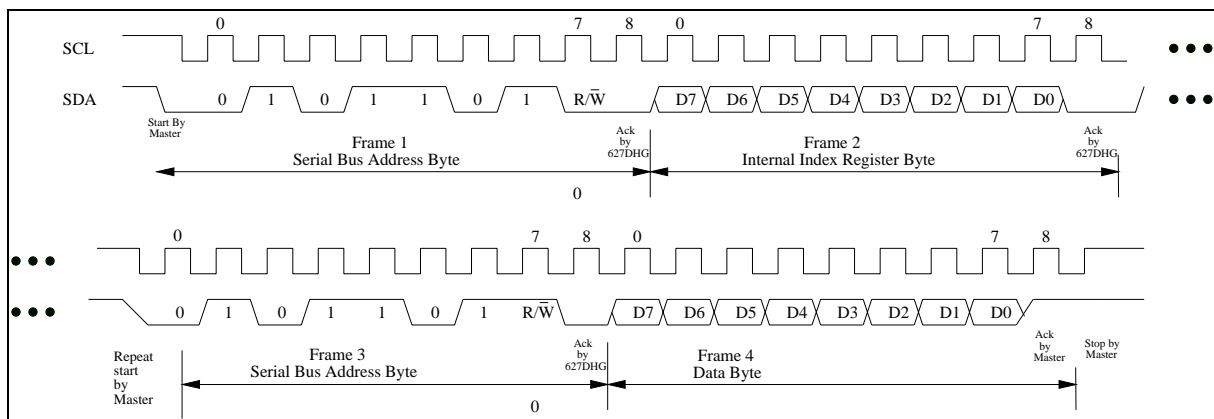 0 7 8 0 7 8
SCL
SDA 0 1 0 1 1 0 1 R/W̅ D7 D6 D5 D4 D3 D2 D1 D0
Start By
Master
Frame 1
Serial Bus Address Byte
Ack
by
627DHG
Frame 2
Internal Index Register Byte
Ack
by
627DHG
0
0 7 8 0 7 8
0 1 0 1 1 0 1 R/W̅ D7 D6 D5 D4 D3 D2 D1 D0
Repeat
start
by
Master
Frame 3
Serial Bus Address Byte
Ack
by
627DHG
Frame 4
Data Byte
Ack
by
Master
Stop by
Master
0